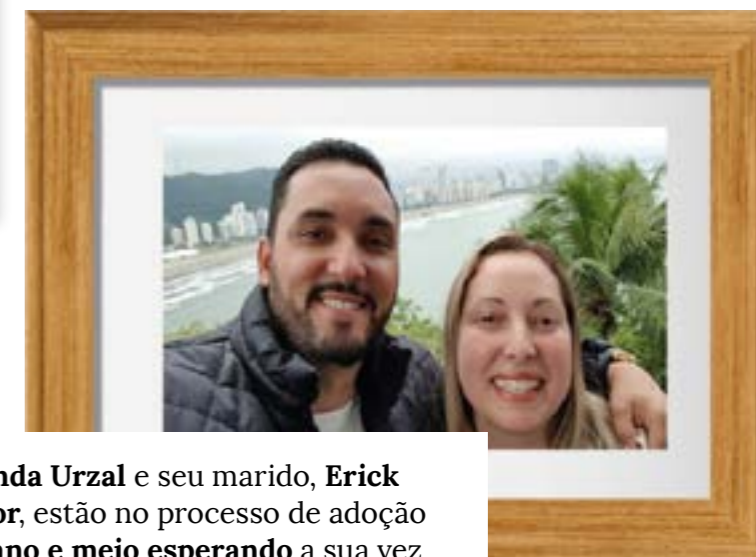 nda Urzal e seu marido, Erick
or, estão no processo de adoção
ano e meio esperando a sua vez